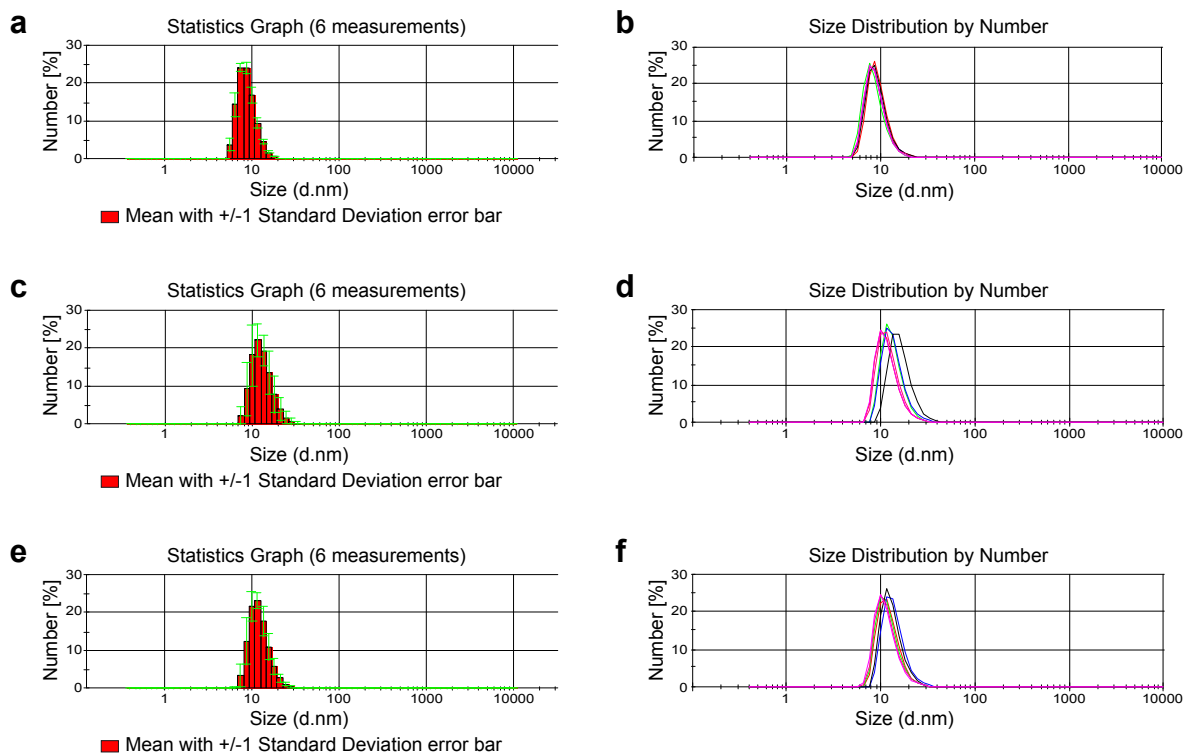 a
Statistics Graph (6 measurements)
Number [%]
30
20
10
0
1 10 100 1000 10000
Size (d.nm)
Mean with +/-1 Standard Deviation error bar
b
Size Distribution by Number
Number [%]
30
20
10
0
1 10 100 1000 10000
Size (d.nm)
c
Statistics Graph (6 measurements)
Number [%]
30
20
10
0
1 10 100 1000 10000
Size (d.nm)
Mean with +/-1 Standard Deviation error bar
d
Size Distribution by Number
Number [%]
30
20
10
0
1 10 100 1000 10000
Size (d.nm)
e
Statistics Graph (6 measurements)
Number [%]
30
20
10
0
1 10 100 1000 10000
Size (d.nm)
Mean with +/-1 Standard Deviation error bar
f
Size Distribution by Number
Number [%]
30
20
10
0
1 10 100 1000 10000
Size (d.nm)